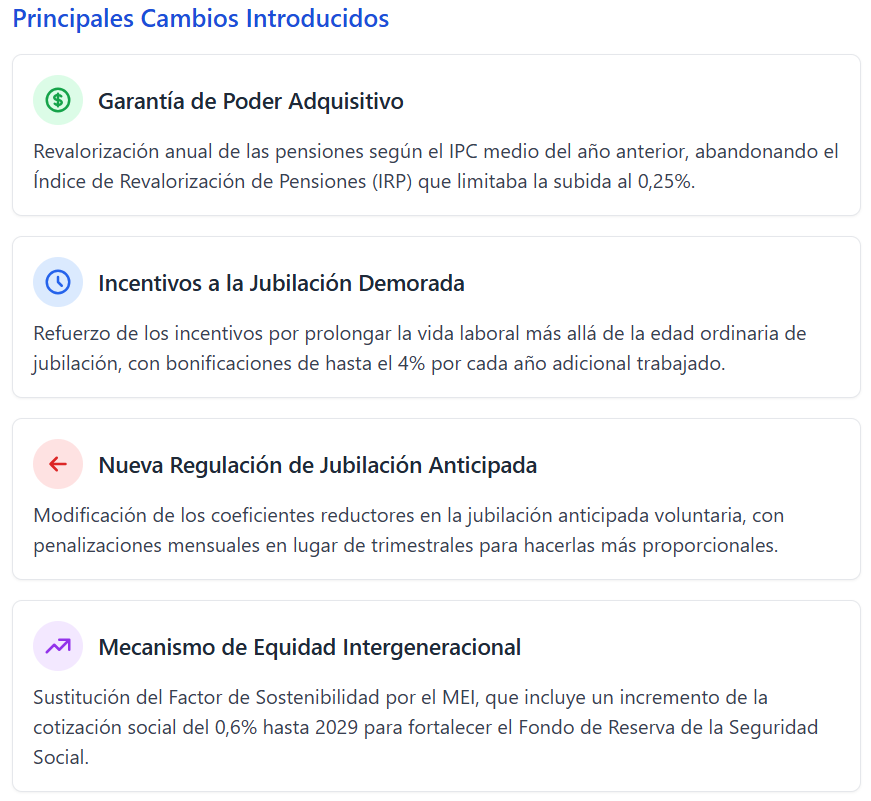 Principales Cambios Introducidos
Garantía de Poder Adquisitivo
Revalorización anual de las pensiones según el IPC medio del año anterior, abandonando el
Índice de Revalorización de Pensiones (IRP) que limitaba la subida al 0,25%.
Incentivos a la Jubilación Demorada
Refuerzo de los incentivos por prolongar la vida laboral más allá de la edad ordinaria de
jubilación, con bonificaciones de hasta el 4% por cada año adicional trabajado.
Nueva Regulación de Jubilación Anticipada
Modificación de los coeficientes reductores en la jubilación anticipada voluntaria, con
penalizaciones mensuales en lugar de trimestrales para hacerlas más proporcionales.
Mecanismo de Equidad Intergeneracional
Sustitución del Factor de Sostenibilidad por el MEI, que incluye un incremento de la
cotización social del 0,6% hasta 2029 para fortalecer el Fondo de Reserva de la Seguridad
Social.